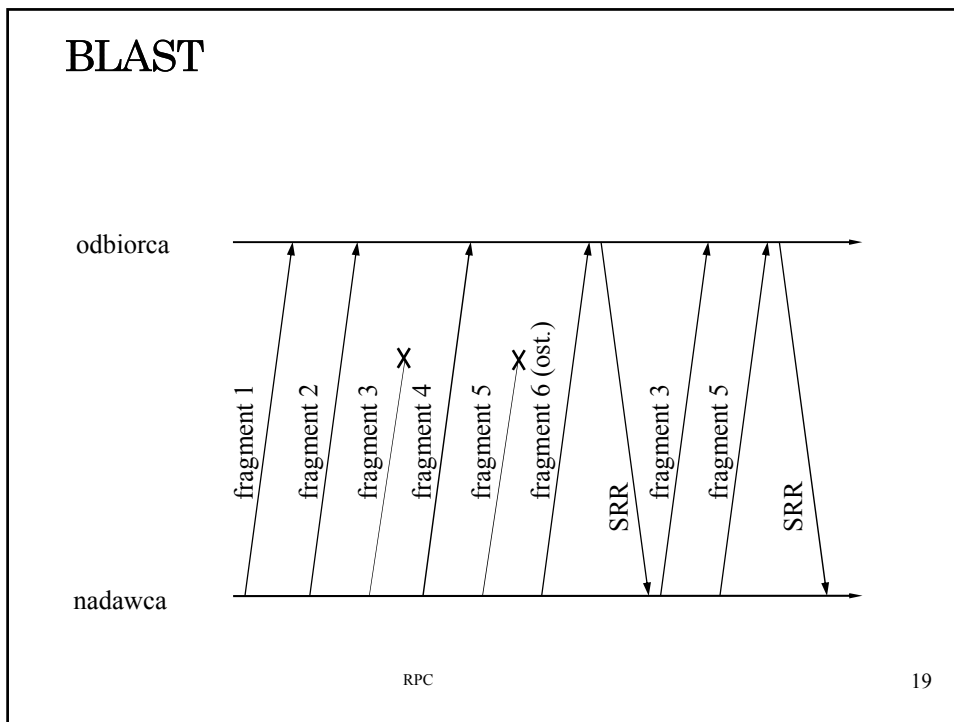 BLAST
odbiorca
fragment 1
fragment 2
fragment 3
fragment 4
fragment 5
fragment 6 (ost.)
SRR
fragment 3
fragment 5
SRR
nadawca
RPC
19